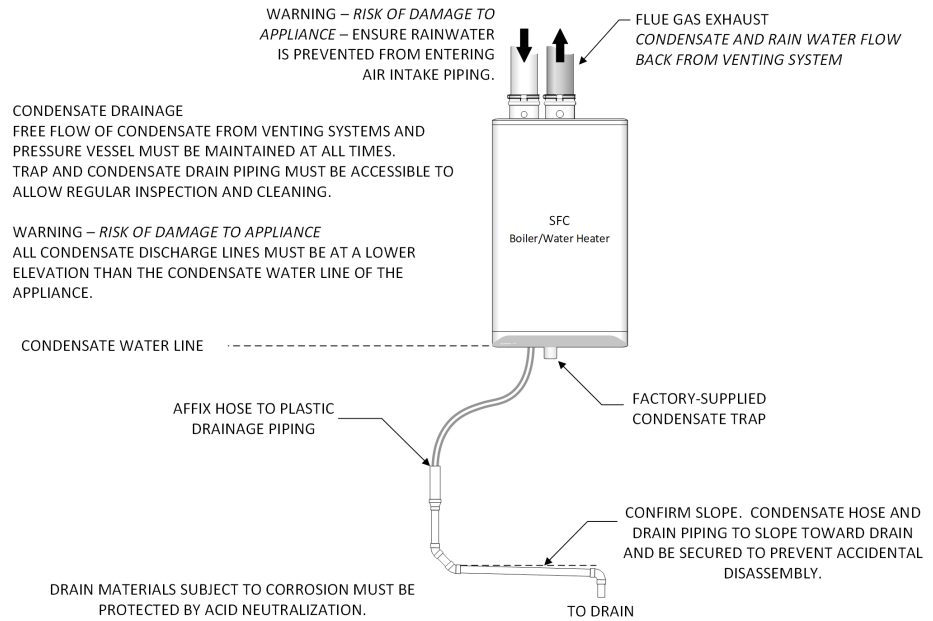 WARNING – RISK OF DAMAGE TO
APPLIANCE – ENSURE RAINWATER
IS PREVENTED FROM ENTERING
AIR INTAKE PIPING.
FLUE GAS EXHAUST
CONDENSATE AND RAIN WATER FLOW
BACK FROM VENTING SYSTEM
CONDENSATE DRAINAGE
FREE FLOW OF CONDENSATE FROM VENTING SYSTEMS AND
PRESSURE VESSEL MUST BE MAINTAINED AT ALL TIMES.
TRAP AND CONDENSATE DRAIN PIPING MUST BE ACCESSIBLE TO
ALLOW REGULAR INSPECTION AND CLEANING.
WARNING – RISK OF DAMAGE TO APPLIANCE
ALL CONDENSATE DISCHARGE LINES MUST BE AT A LOWER
ELEVATION THAN THE CONDENSATE WATER LINE OF THE
APPLIANCE.
SFC
Boiler/Water Heater
CONDENSATE WATER LINE
FACTORY-SUPPLIED
CONDENSATE TRAP
AFFIX HOSE TO PLASTIC
DRAINAGE PIPING
CONFIRM SLOPE.  CONDENSATE HOSE AND
DRAIN PIPING TO SLOPE TOWARD DRAIN
AND BE SECURED TO PREVENT ACCIDENTAL
DISASSEMBLY.
DRAIN MATERIALS SUBJECT TO CORROSION MUST BE
PROTECTED BY ACID NEUTRALIZATION.
TO DRAIN